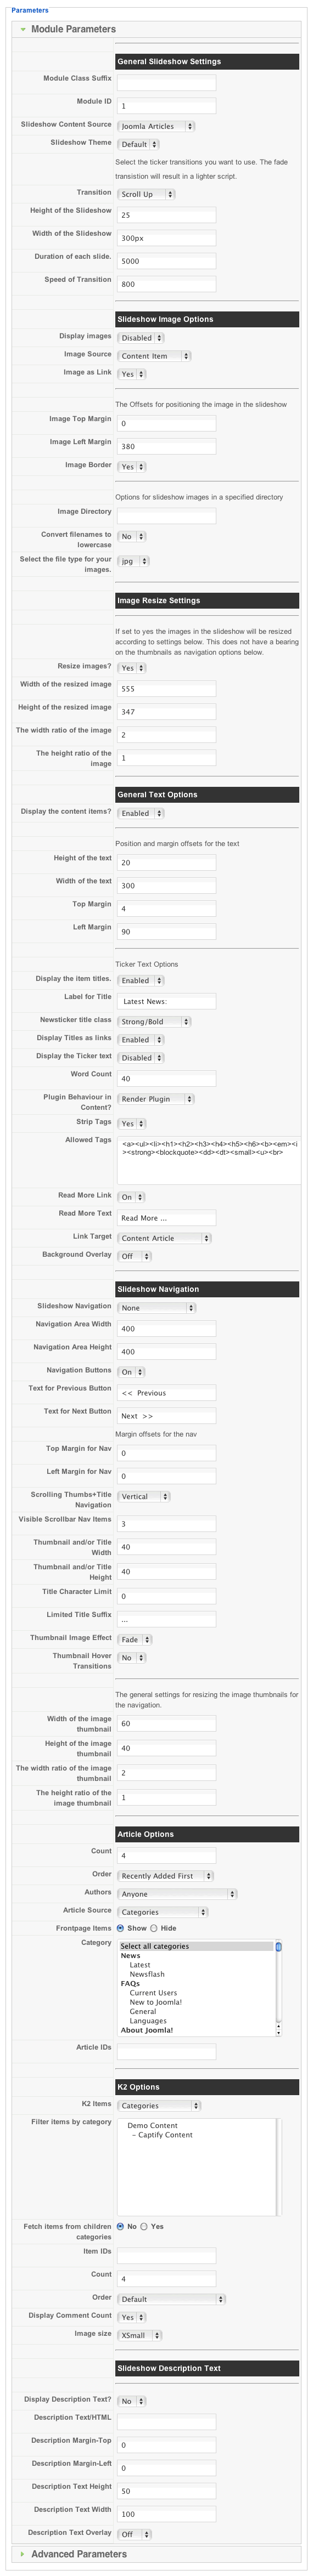 Parameters
Module Parameters
General Slideshow Settings
Module Class Suffix
Module ID 1
Slideshow Content Source Joomla Articles
Slideshow Theme Default
Select the ticker transitions you want to use. The fade
transistion will result in a lighter script.
Transition Scroll Up
Height of the Slideshow 25
Width of the Slideshow 300px
Duration of each slide. 5000
Speed of Transition 800
Slideshow Image Options
Display images Disabled
Image Source Content Item
Image as Link Yes
The Offsets for positioning the image in the slideshow
Image Top Margin 0
Image Left Margin 380
Image Border Yes
Options for slideshow images in a specified directory
Image Directory
Convert filenames to No
lowercase
Select the file type for your jpg
images.
Image Resize Settings
If set to yes the images in the slideshow will be resized
according to settings below. This does not have a bearing
on the thumbnails as navigation options below.
Resize images? Yes
Width of the resized image 555
Height of the resized image 347
The width ratio of the image 2
The height ratio of the 1
image
General Text Options
Display the content items? Enabled
Position and margin offsets for the text
Height of the text 20
Width of the text 300
Top Margin 4
Left Margin 90
Ticker Text Options
Display the item titles. Enabled
Label for Title Latest News:
Newsticker title class Strong/Bold
Display Titles as links Enabled
Display the Ticker text Disabled
Word Count 40
Plugin Behaviour in Render Plugin
Content?
Strip Tags Yes
Allowed Tags <a><ul><li><h1><h2><h3><h4><h5><h6><b><em><i
><strong><blockquote><dd><dt><small><u><br>
Read More Link On
Read More Text Read More ...
Link Target Content Article
Background Overlay Off
Slideshow Navigation
Slideshow Navigation None
Navigation Area Width 400
Navigation Area Height 400
Navigation Buttons On
Text for Previous Button << Previous
Text for Next Button Next >>
Margin offsets for the nav
Top Margin for Nav 0
Left Margin for Nav 0
Scrolling Thumbs+Title Vertical
Navigation
Visible Scrollbar Nav Items 3
Thumbnail and/or Title 40
Width
Thumbnail and/or Title 40
Height
Title Character Limit 0
Limited Title Suffix ...
Thumbnail Image Effect Fade
Thumbnail Hover No
Transitions
The general settings for resizing the image thumbnails for
the navigation.
Width of the image 60
thumbnail
Height of the image 40
thumbnail
The width ratio of the image 2
thumbnail
The height ratio of the 1
image thumbnail
Article Options
Count 4
Order Recently Added First
Authors Anyone
Article Source Categories
Frontpage Items Show Hide
Category Select all categories
News
Latest
Newsflash
FAQs
Current Users
New to Joomla!
General
Languages
About Joomla!
Article IDs
K2 Options
K2 Items Categories
Filter items by category Demo Content
– Captify Content
Fetch items from children No Yes
categories
Item IDs
Count 4
Order Default
Display Comment Count Yes
Image size XSmall
Slideshow Description Text
Display Description Text? No
Description Text/HTML
Description Margin-Top 0
Description Margin-Left 0
Description Text Height 50
Description Text Width 100
Description Text Overlay Off
Advanced Parameters